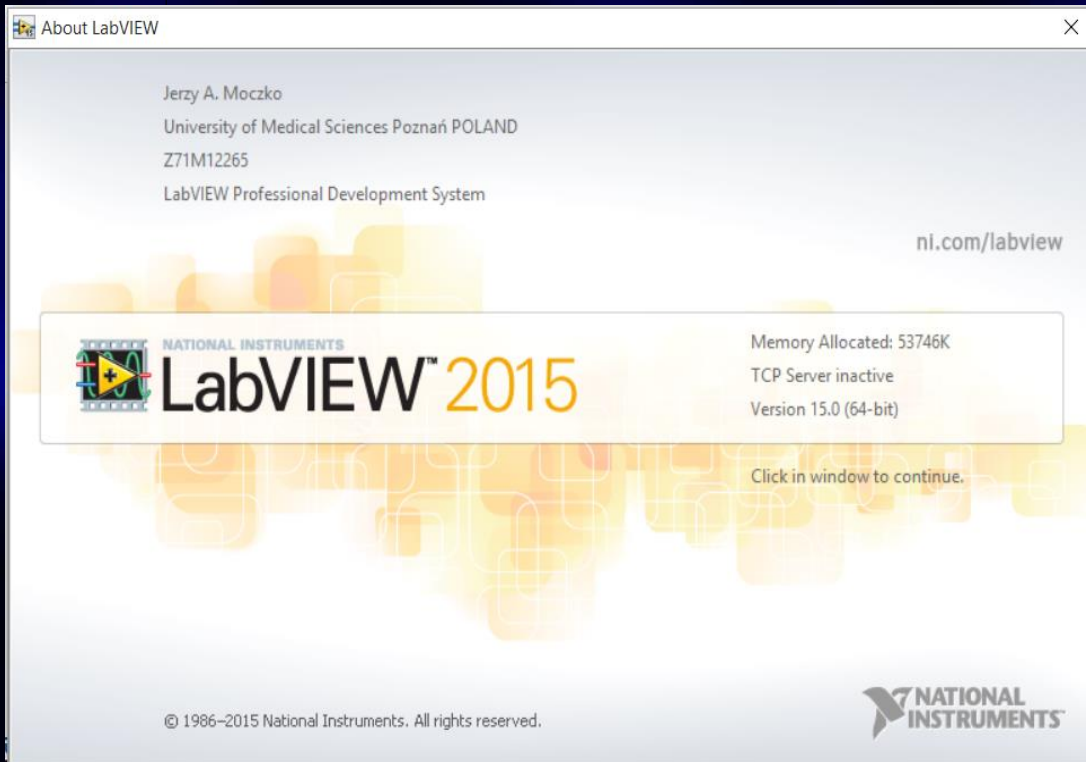 About LabVIEW
Jerzy A. Moczko
University of Medical Sciences Poznań POLAND
Z71M12265
LabVIEW Professional Development System
ni.com/labview
NATIONAL INSTRUMENTS
LabVIEW™ 2015
Memory Allocated: 53746K
TCP Server inactive
Version 15.0 (64-bit)
Click in window to continue.
© 1986–2015 National Instruments. All rights reserved.
NATIONAL
INSTRUMENTS™